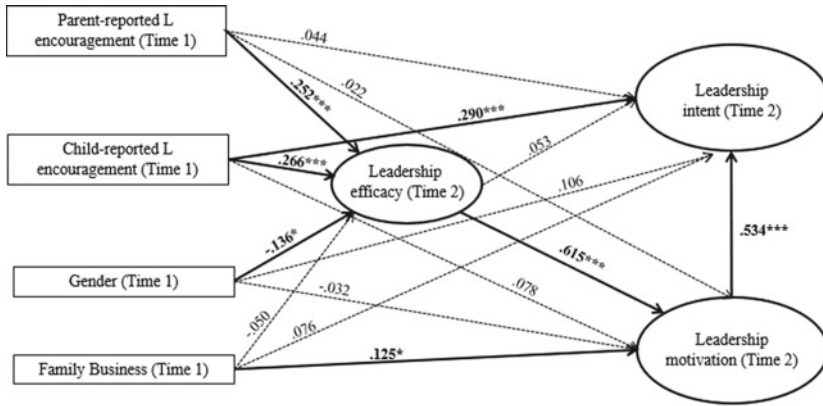 Parent-reported L
encouragement (Time 1)
.044
.022
.252***
Leadership
intent (Time 2)
.290***
Child-reported L
encouragement (Time 1)
.266***
.053
Leadership
efficacy (Time 2)
.106
-.136*
.534***
.615***
Gender (Time 1)
-.032
.078
-.050
.076
Leadership
motivation (Time 2)
Family Business (Time 1)
.125*